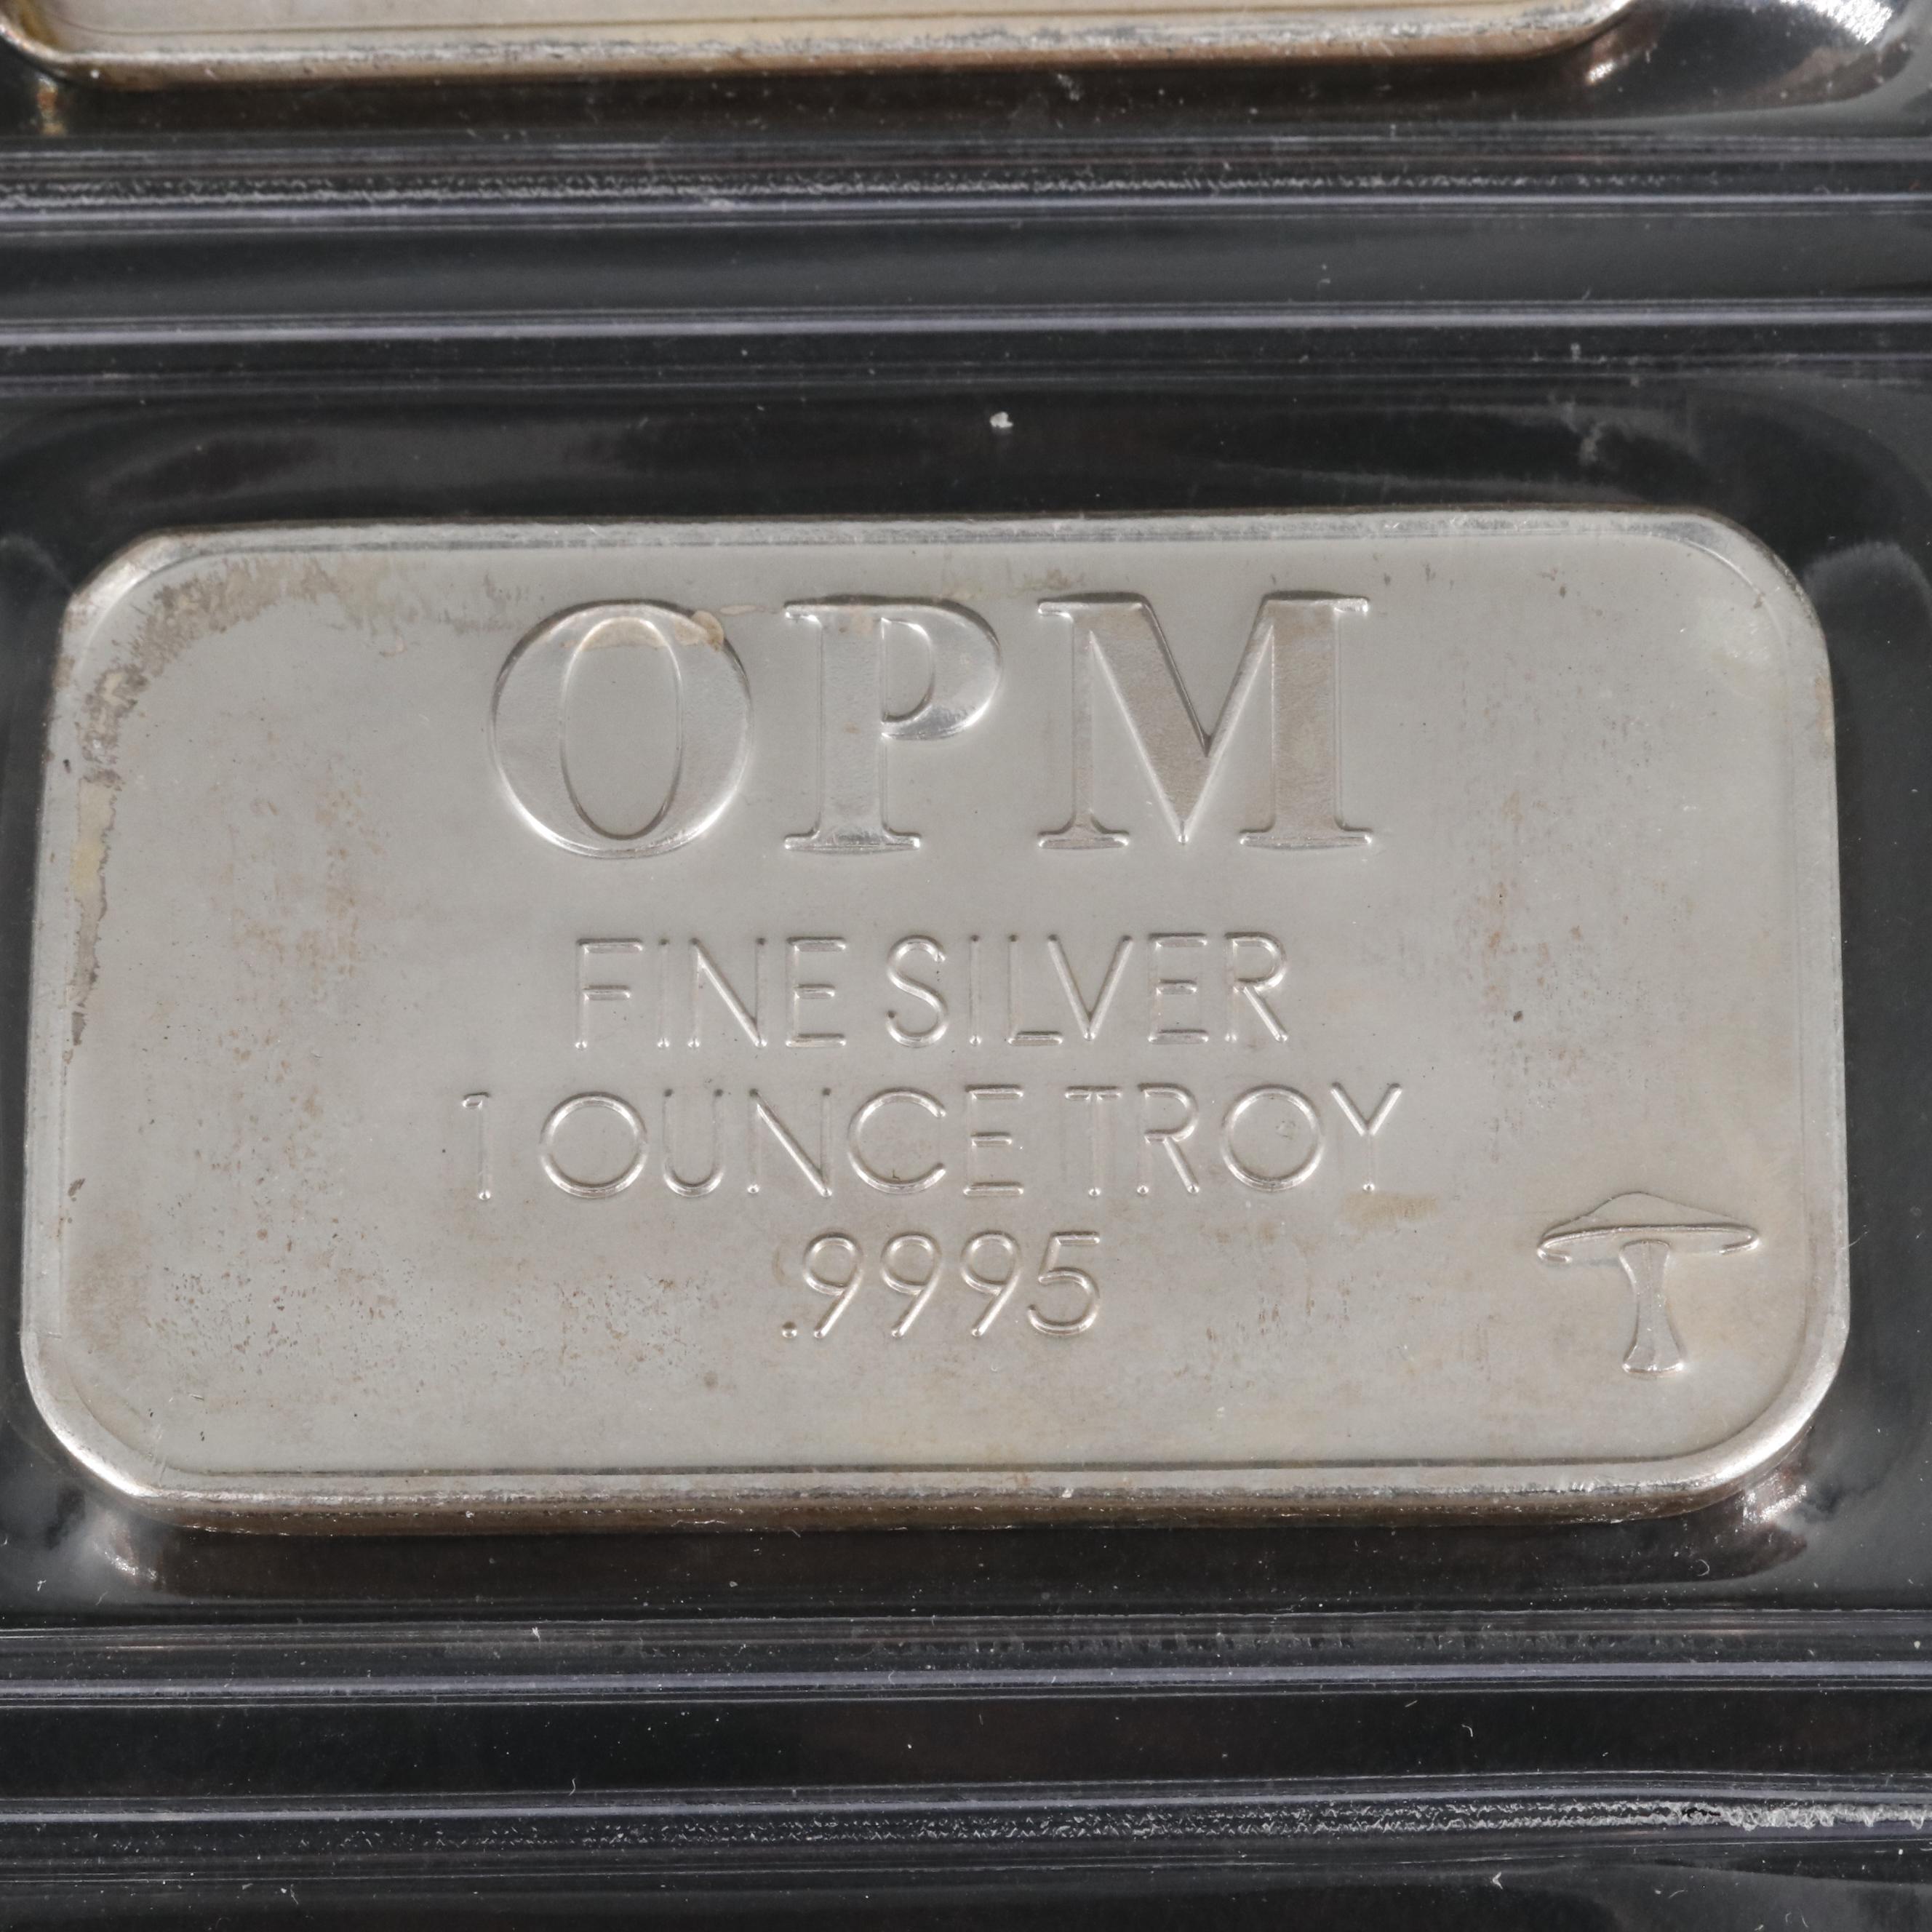 OPM
FINE SILVER
1 OUNCE TROY
.9995